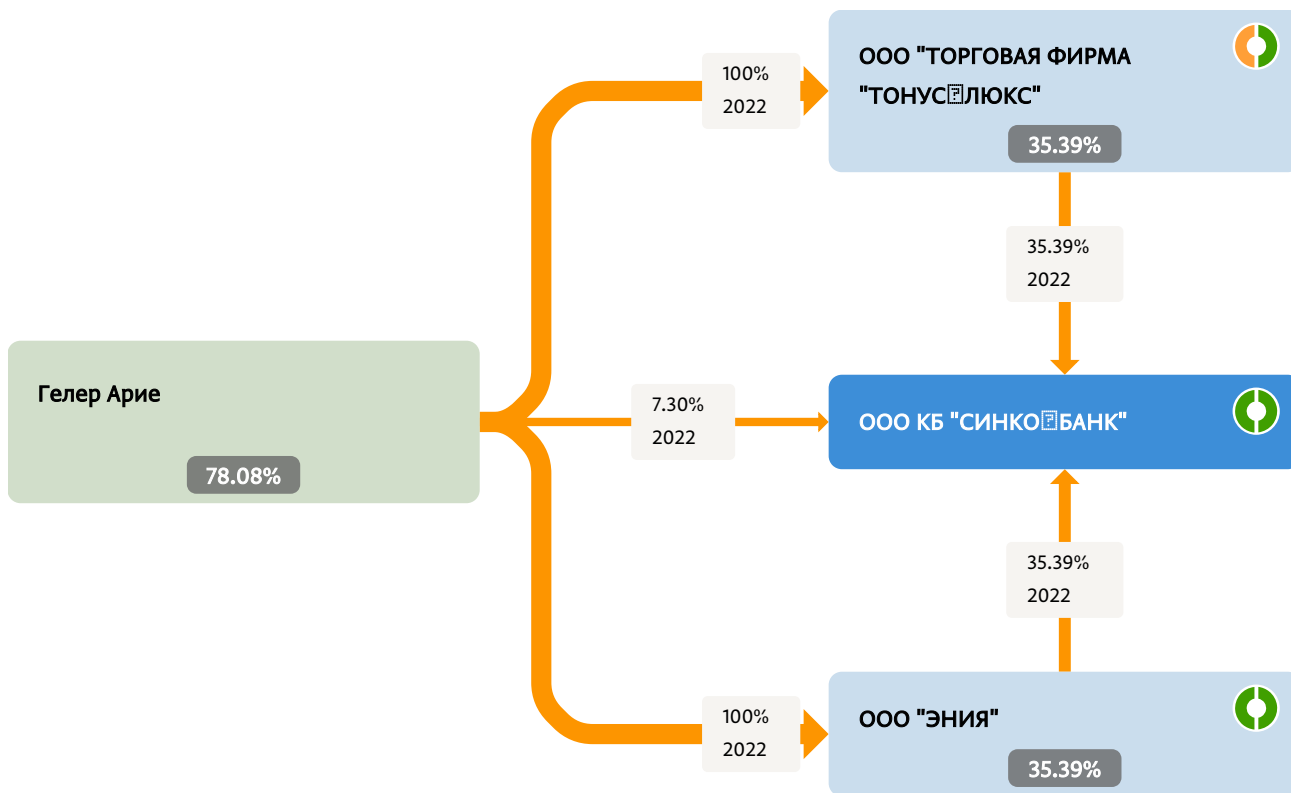 ООО "ТОРГОВАЯ ФИРМА
"ТОНУС⍰ЛЮКС"
35.39%
100%
2022
35.39%
2022
Гелер Арие
78.08%
7.30%
2022
ООО КБ "СИНКО⍰БАНК"
35.39%
2022
100%
2022
ООО "ЭНИЯ"
35.39%